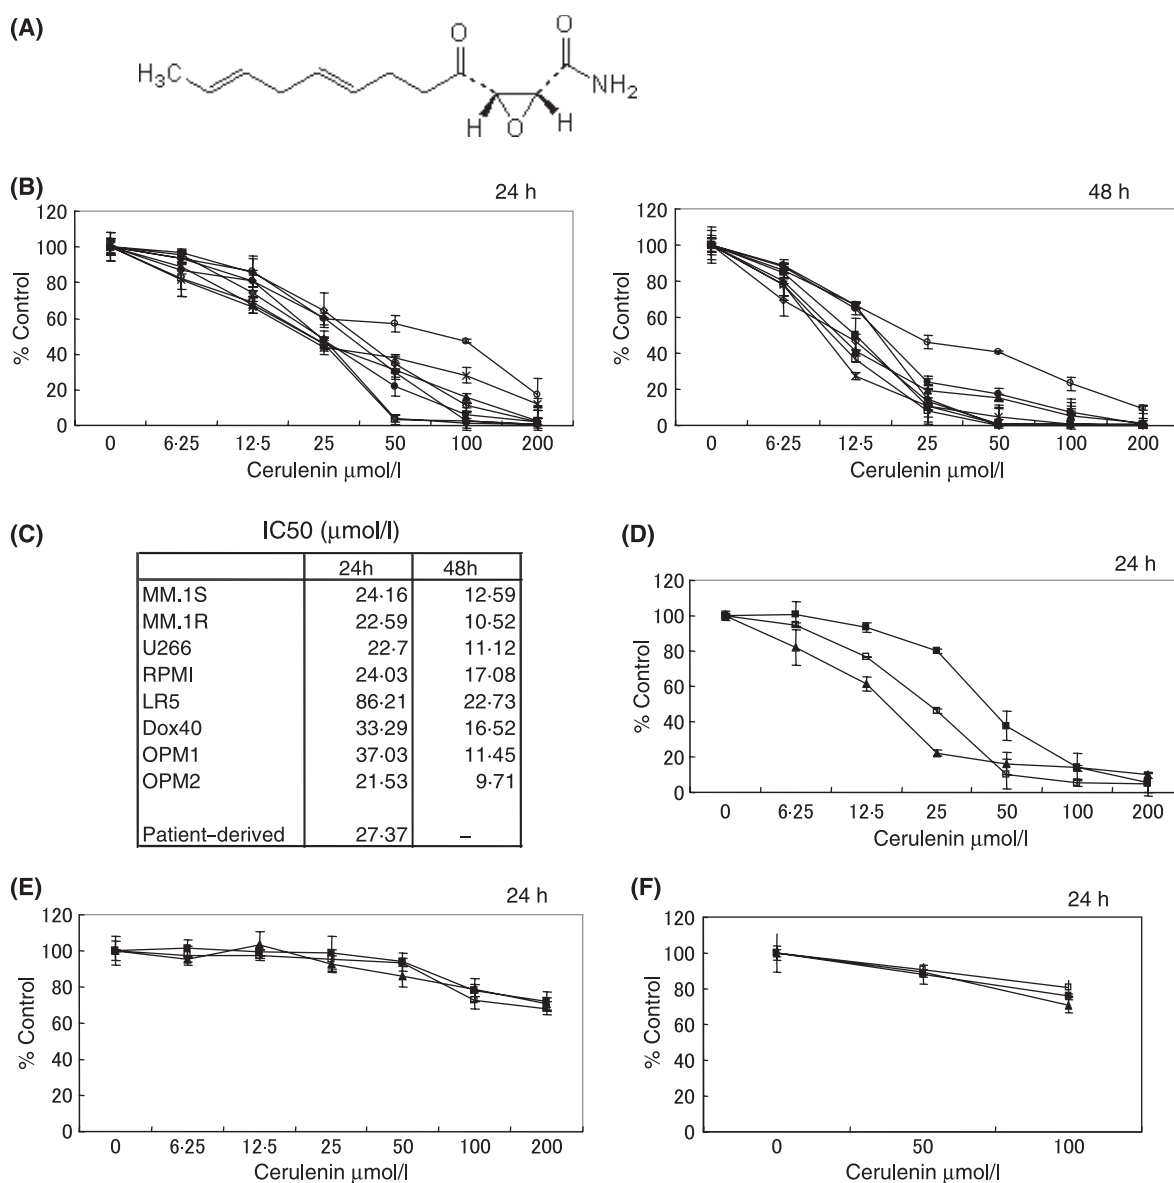 (A)
O
O
H₃C
NH₂
H
O
H
(B)
24 h
120
100
80
60
40
20
0
% Control
0 6·25 12·5 25 50 100 200
Cerulenin μmol/l
48 h
120
100
80
60
40
20
0
% Control
0 6·25 12·5 25 50 100 200
Cerulenin μmol/l
(C)
IC50 (μmol/l)
24h 48h
MM.1S 24·16 12·59
MM.1R 22·59 10·52
U266 22·7 11·12
RPMI 24·03 17·08
LR5 86·21 22·73
Dox40 33·29 16·52
OPM1 37·03 11·45
OPM2 21·53 9·71
Patient–derived 27·37 –
(D)
24 h
120
100
80
60
40
20
0
% Control
0 6·25 12·5 25 50 100 200
Cerulenin μmol/l
(E)
24 h
120
100
80
60
40
20
0
% Control
0 6·25 12·5 25 50 100 200
Cerulenin μmol/l
(F)
24 h
120
100
80
60
40
20
0
% Control
0 50 100
Cerulenin μmol/l